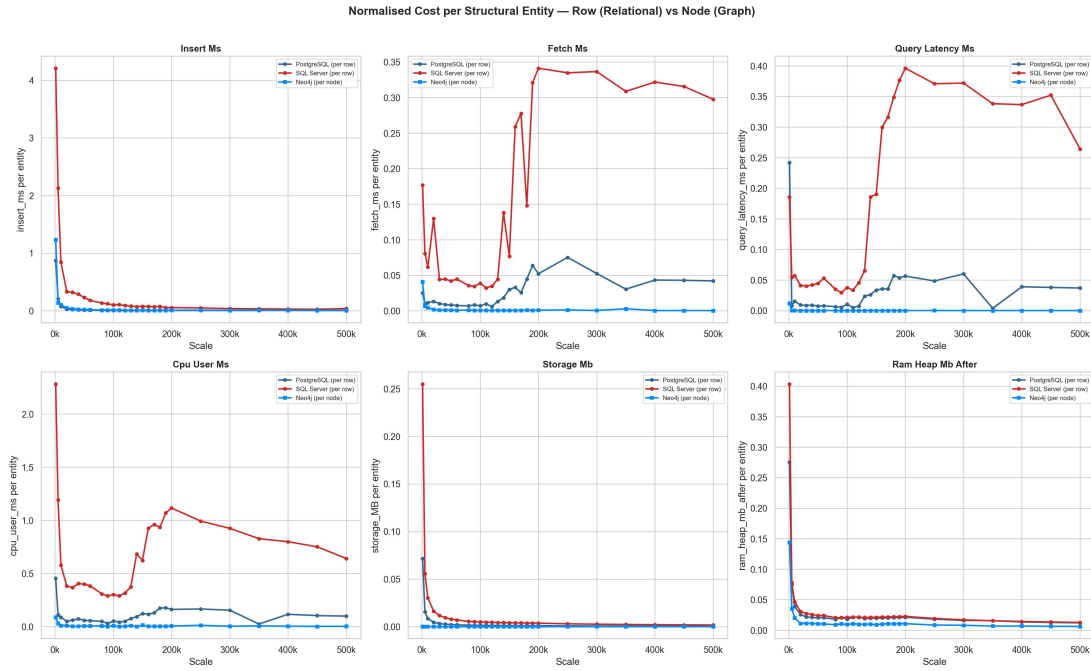 Normalised Cost per Structural Entity — Row (Relational) vs Node (Graph)
Insert Ms
PostgreSQL (per row)
SQL Server (per row)
Neo4j (per node)
4
3
2
1
0
insert_ms per entity
0k
100k
200k
300k
400k
500k
Scale
Fetch Ms
PostgreSQL (per row)
SQL Server (per row)
Neo4j (per node)
0.35
0.30
0.25
0.20
0.15
0.10
0.05
0.00
fetch_ms per entity
0k
100k
200k
300k
400k
500k
Scale
Query Latency Ms
PostgreSQL (per row)
SQL Server (per row)
Neo4j (per node)
0.40
0.35
0.30
0.25
0.20
0.15
0.10
0.05
0.00
query_latency_ms per entity
0k
100k
200k
300k
400k
500k
Scale
Cpu User Ms
PostgreSQL (per row)
SQL Server (per row)
Neo4j (per node)
2.0
1.5
1.0
0.5
0.0
cpu_user_ms per entity
0k
100k
200k
300k
400k
500k
Scale
Storage Mb
PostgreSQL (per row)
SQL Server (per row)
Neo4j (per node)
0.25
0.20
0.15
0.10
0.05
0.00
storage_MB per entity
0k
100k
200k
300k
400k
500k
Scale
Ram Heap Mb After
PostgreSQL (per row)
SQL Server (per row)
Neo4j (per node)
0.40
0.35
0.30
0.25
0.20
0.15
0.10
0.05
0.00
ram_heap_mb_after per entity
0k
100k
200k
300k
400k
500k
Scale